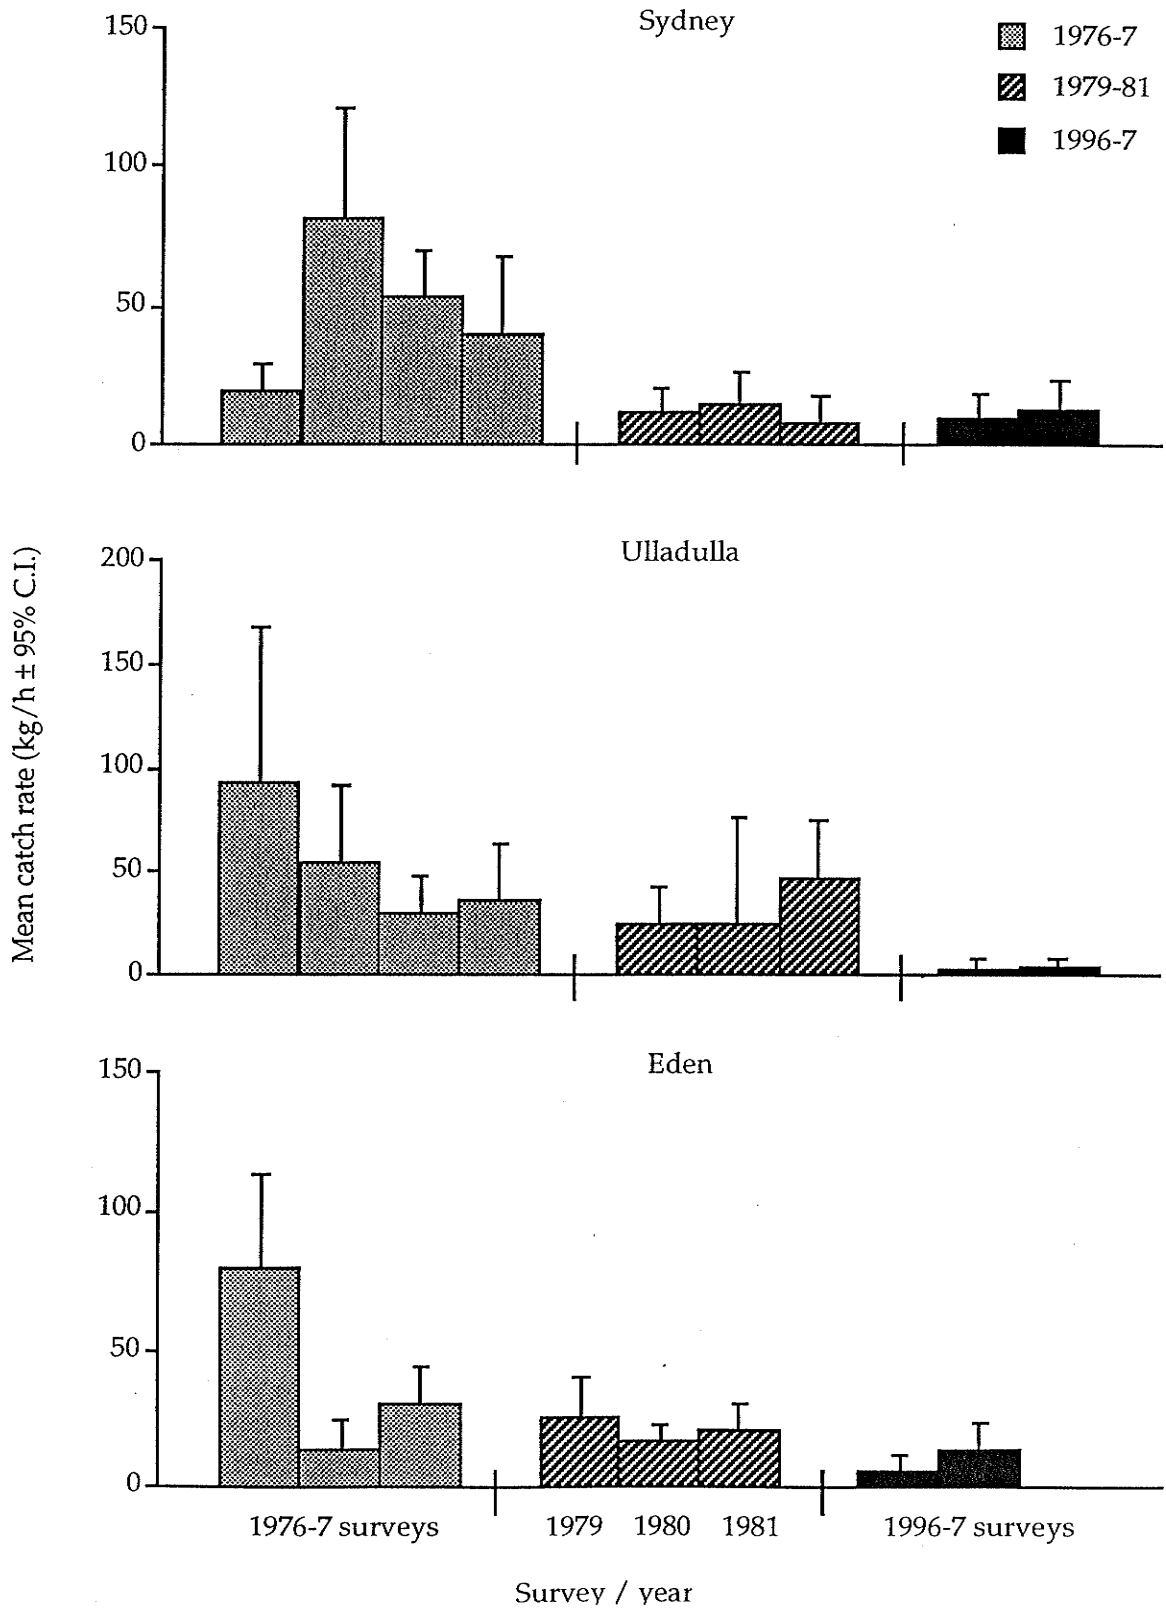 Sydney
150
100
50
0
1976-7
1979-81
1996-7
Mean catch rate (kg/h ± 95% C.I.)
Ulladulla
200
150
100
50
0
Eden
150
100
50
0
1976-7 surveys 1979 1980 1981 1996-7 surveys
Survey / year